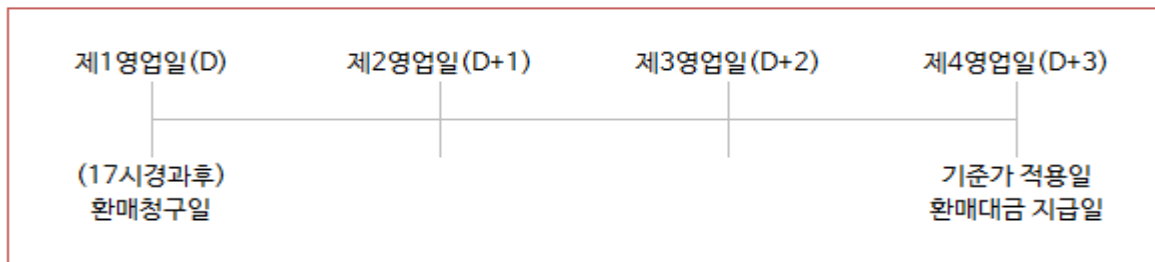 제1영업일(D) 제2영업일(D+1) 제3영업일(D+2) 제4영업일(D+3)
(17시경과후) 기준가 적용일
환매청구일 환매대금 지급일